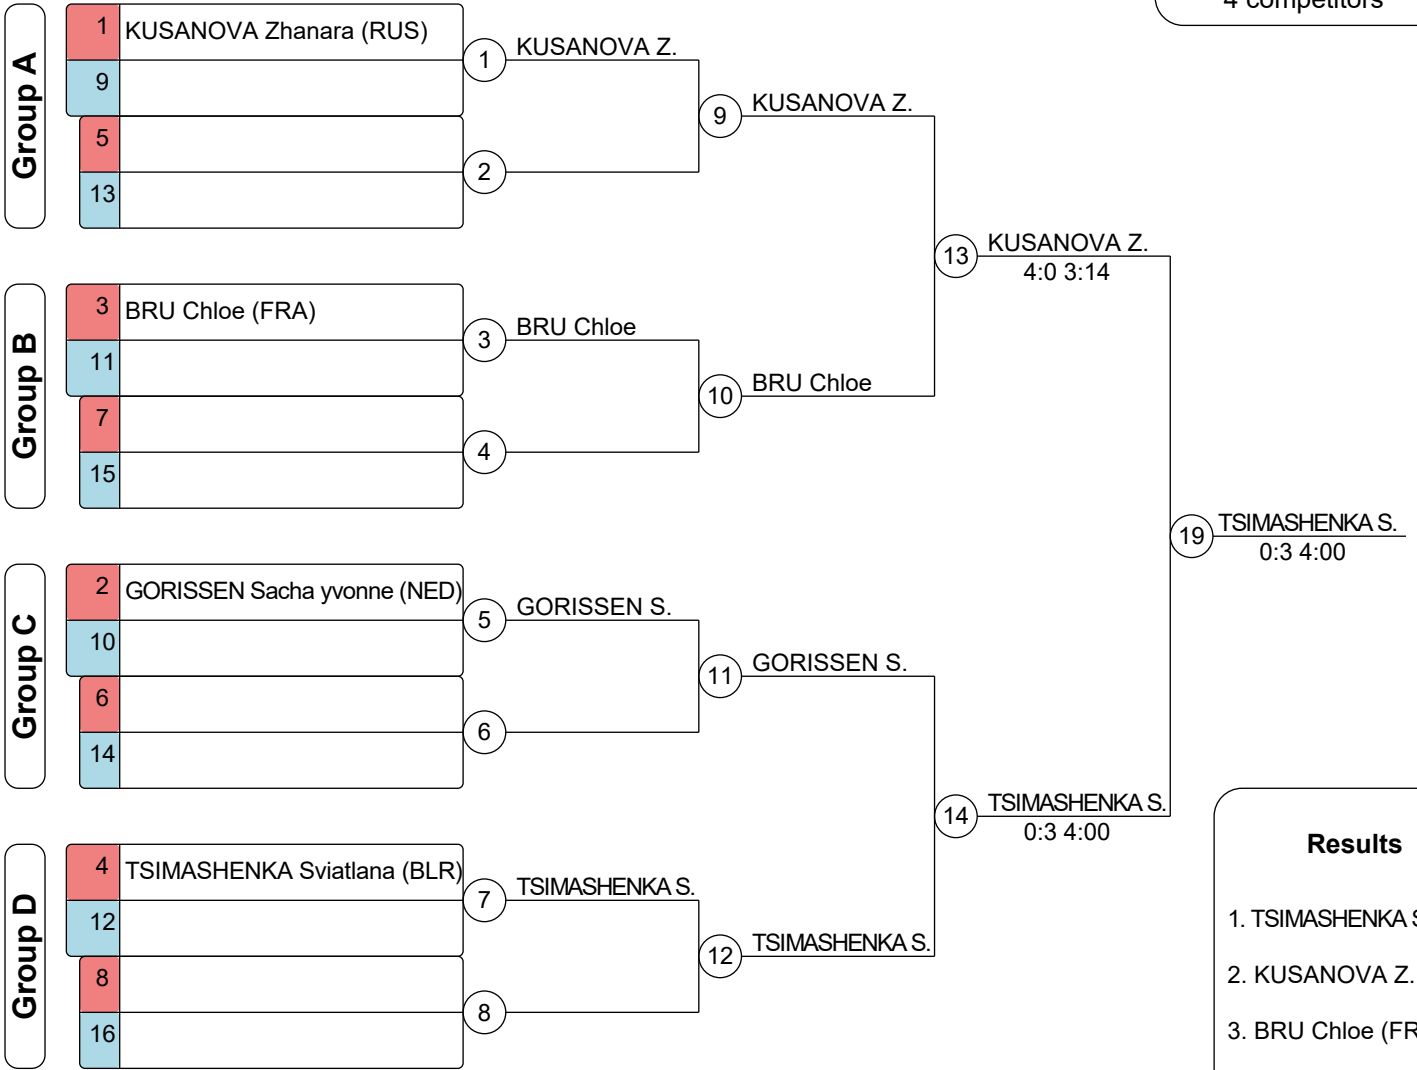 4 competitors
Group A
1 KUSANOVA Zhanara (RUS)
9
5
13
1 KUSANOVA Z.
2
9 KUSANOVA Z.
13 KUSANOVA Z.
4:0 3:14
Group B
3 BRU Chloe (FRA)
11
7
15
3 BRU Chloe
4
10 BRU Chloe
19 TSIMASHENKA S.
0:3 4:00
Group C
2 GORISSEN Sacha yvonne (NED)
10
6
14
5 GORISSEN S.
6
11 GORISSEN S.
14 TSIMASHENKA S.
0:3 4:00
Group D
4 TSIMASHENKA Sviatlana (BLR)
12
8
16
7 TSIMASHENKA S.
8
12 TSIMASHENKA S.
Results
1. TSIMASHENKA S
2. KUSANOVA Z.
3. BRU Chloe (FR